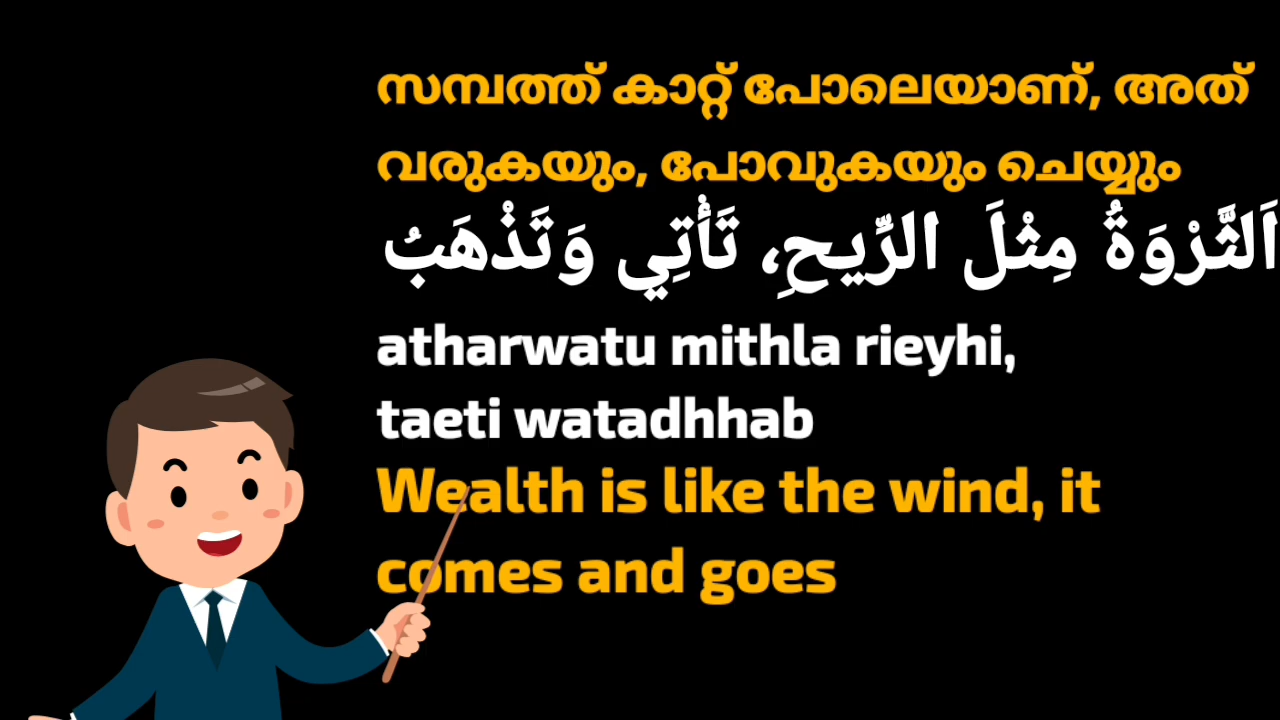 സമ്പത്ത് കാറ്റ് പോലെയാണ്, അത്
വരുകയും, പോവുകയും ചെയ്യും
اَلثَّرْوَةُ مِثْلَ الرِّيحِ، تَأْتِي وَتَذْهَبُ
atharwatu mithla rieyhi,
taeti watadhhab
Wealth is like the wind, it
comes and goes